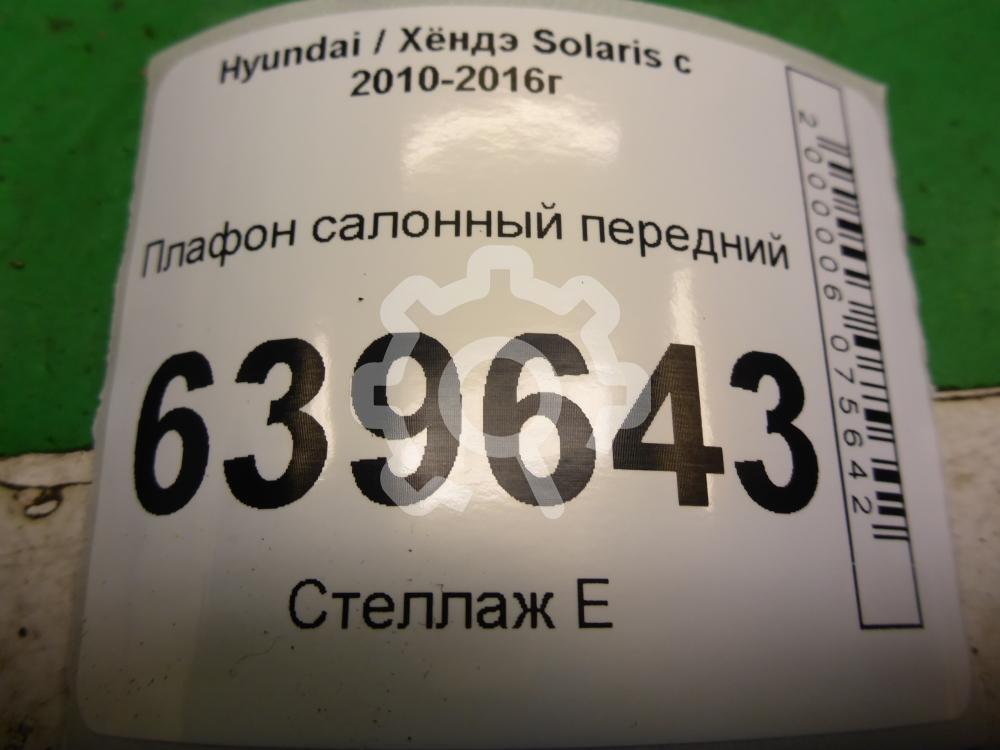 Hyundai / Хёндэ Solaris с
2010-2016г
Плафон салонный передний
639643
Стеллаж Е
2000006075642